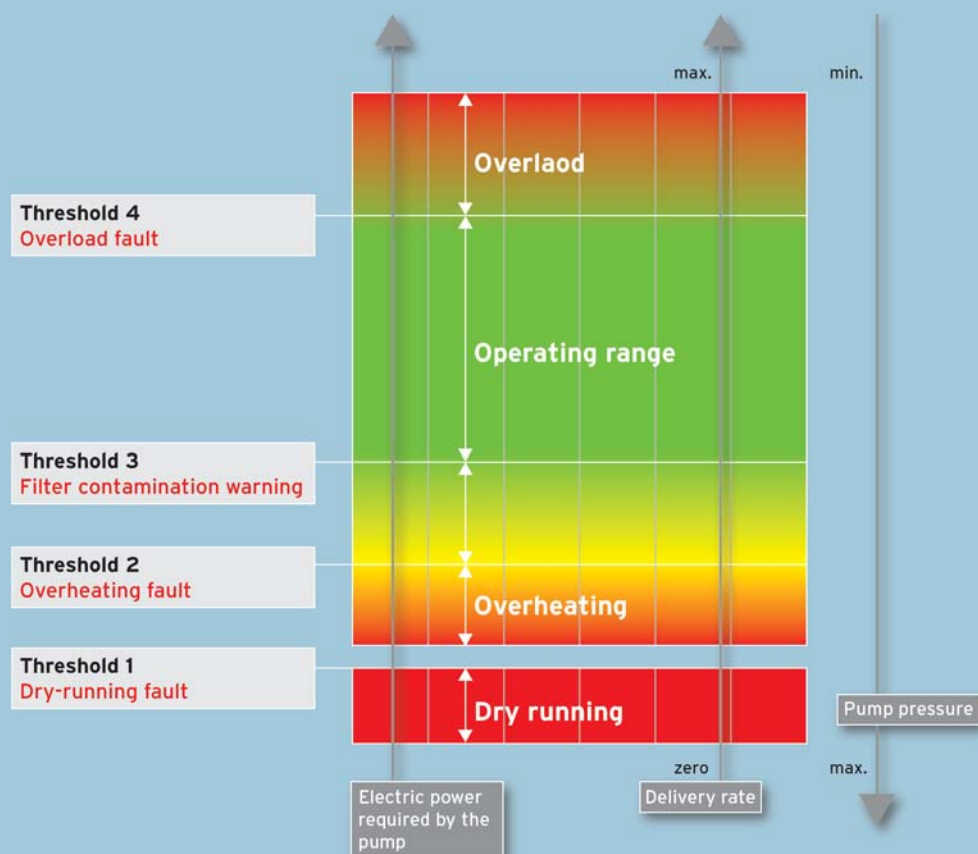 max.
min.
Overlaod
Threshold 4
Overload fault
Operating range
Threshold 3
Filter contamination warning
Threshold 2
Overheating fault
Overheating
Threshold 1
Dry-running fault
Dry running
Pump pressure
zero
max.
Electric power
required by the
pump
Delivery rate